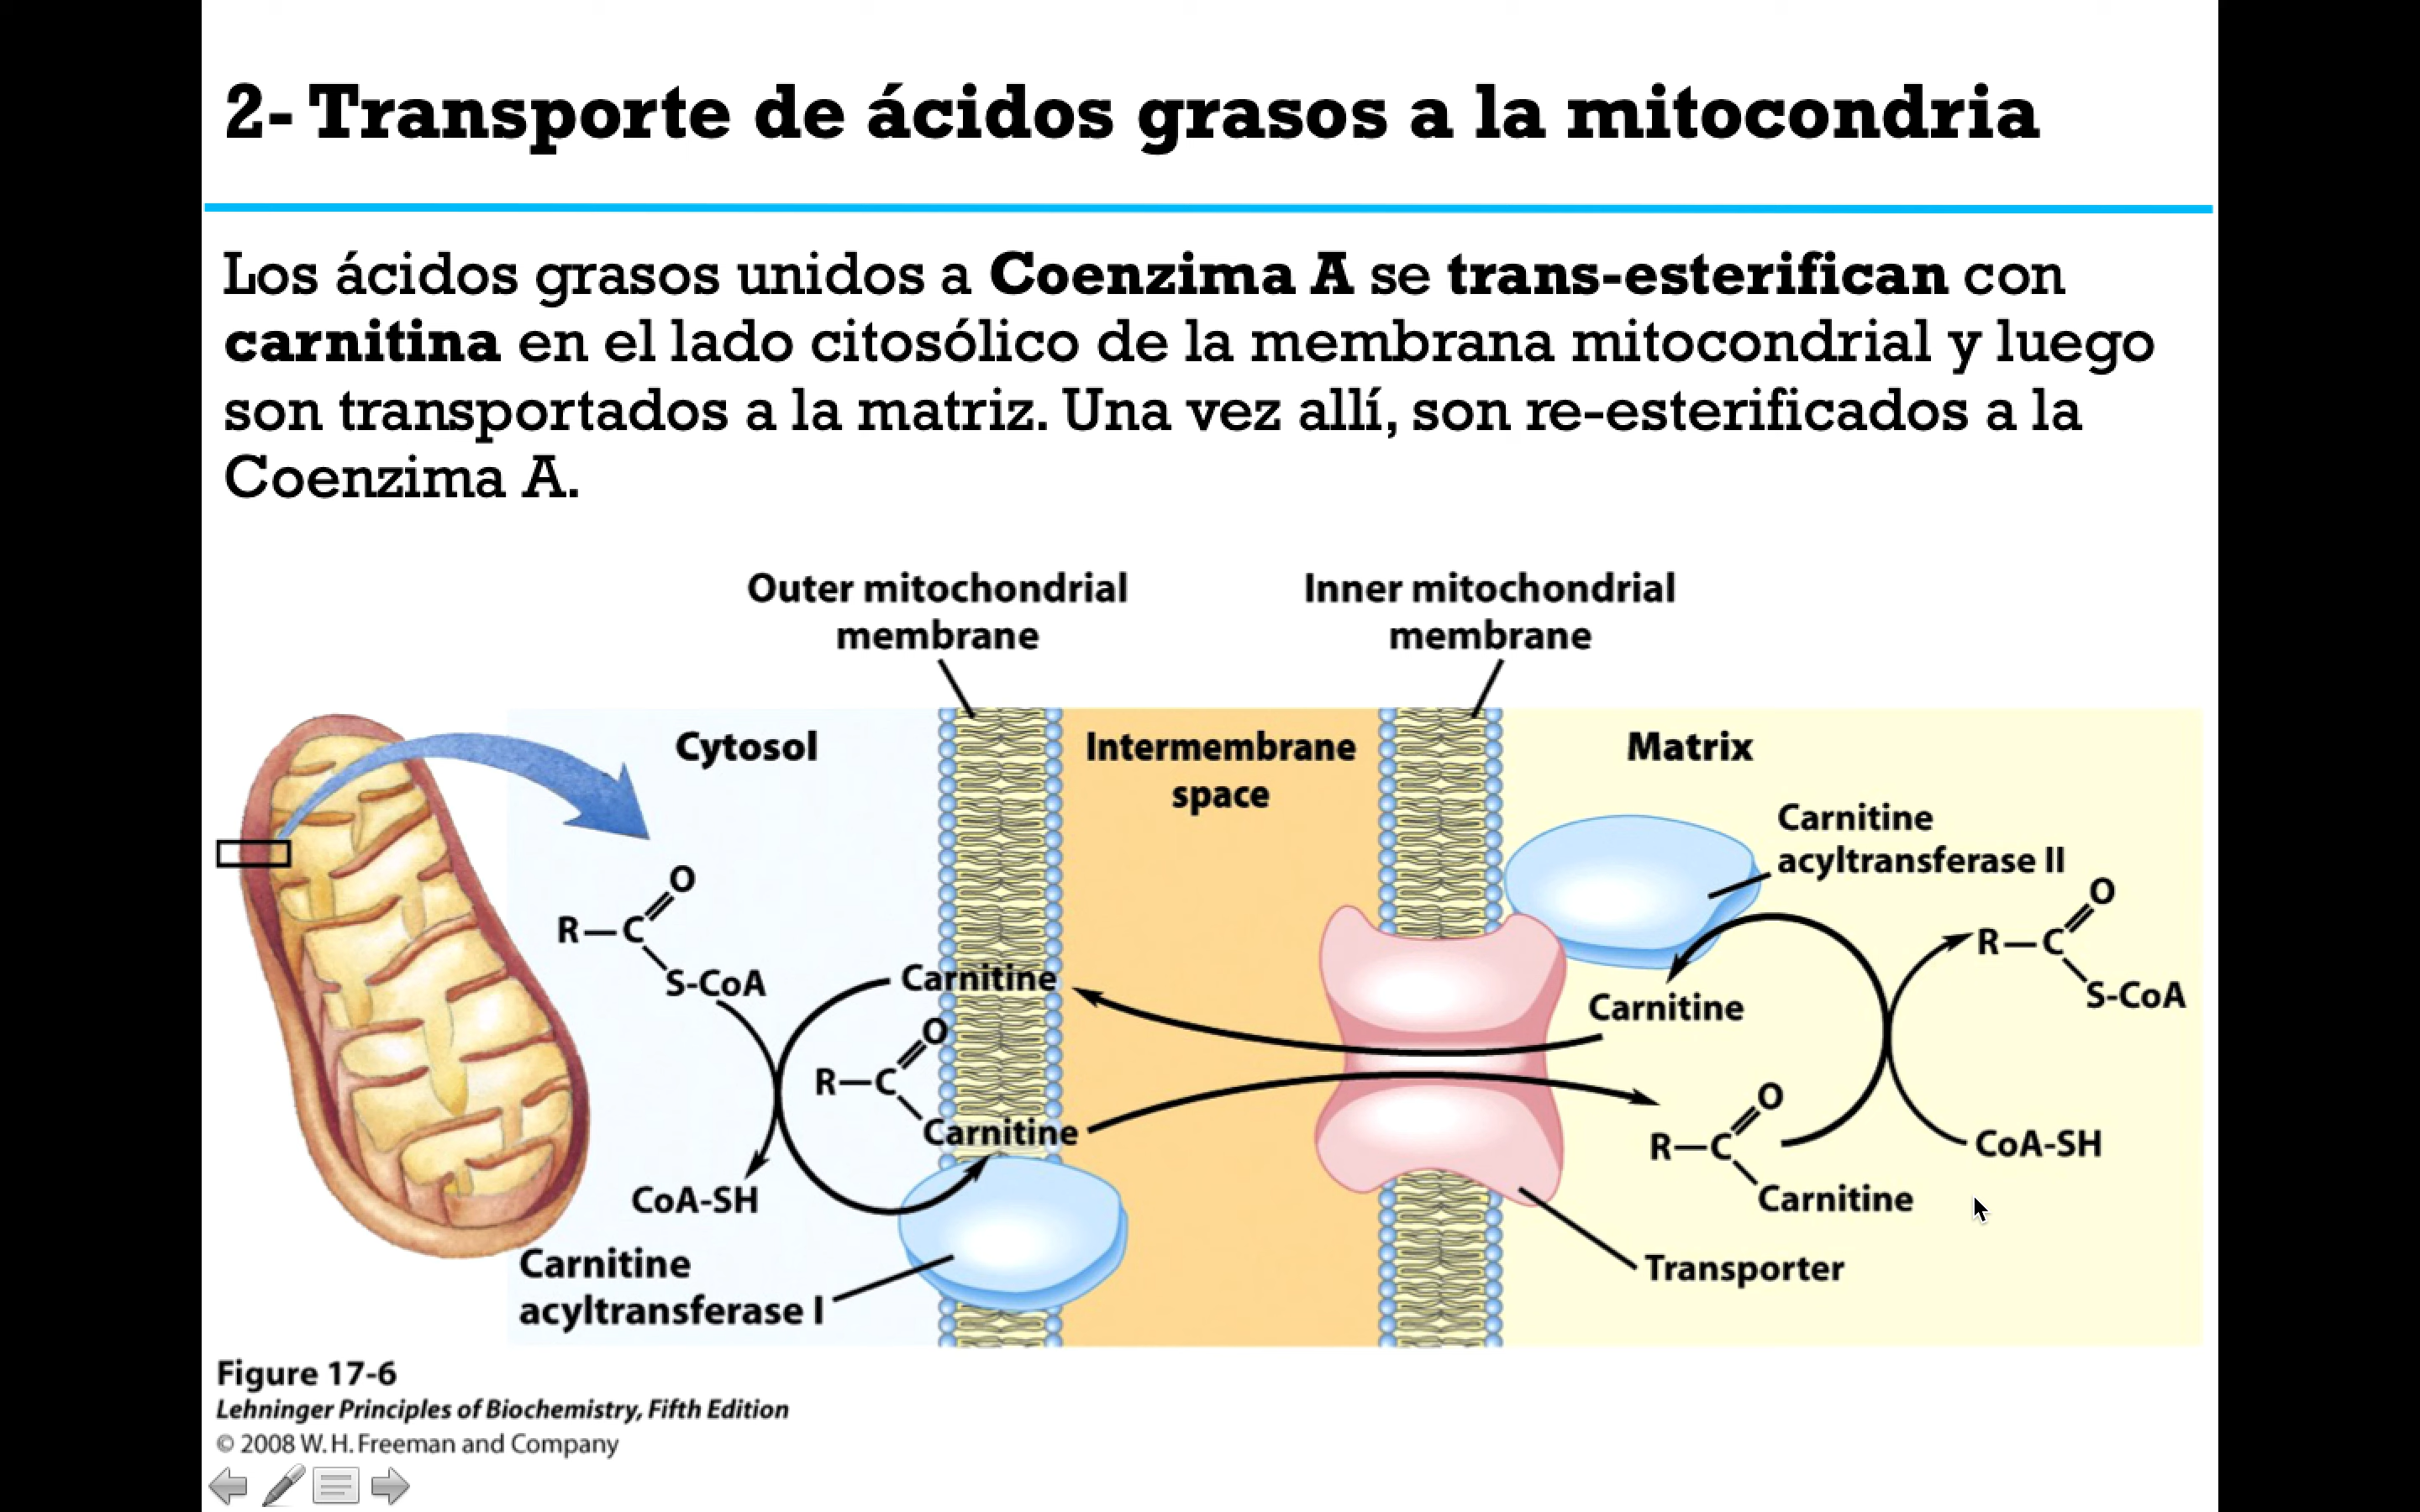 2- Transporte de ácidos grasos a la mitocondria
Los ácidos grasos unidos a Coenzima A se trans-esterifican con
carnitina en el lado citosólico de la membrana mitocondrial y luego
son transportados a la matriz. Una vez allí, son re-esterificados a la
Coenzima A.
Outer mitochondrial
membrane
Inner mitochondrial
membrane
Cytosol
Intermembrane
space
Matrix
Carnitine
acyltransferase II
O
R—C
S-CoA
Carnitine
O
R—C
Carnitine
CoA-SH
Carnitine
acyltransferase I
Carnitine
O
R—C
S-CoA
O
R—C
Carnitine
CoA-SH
Transporter
Figure 17-6
Lehninger Principles of Biochemistry, Fifth Edition
© 2008 W. H. Freeman and Company